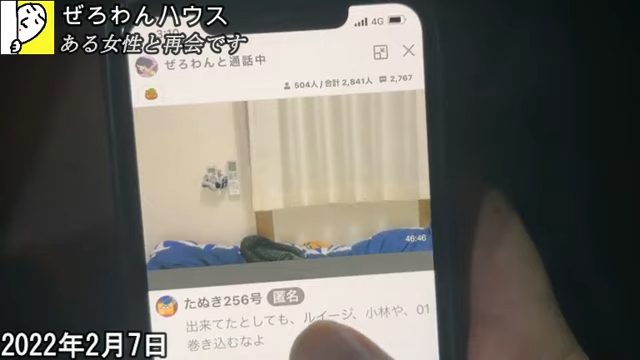 ぜろわんハウス
ある女性と再会です
4G
ぜろわんと通話中
504人 / 合計 2,841人 2,767
46:46
たぬき256号 匿名
出来てたとしても、ルイージ、小林や、01
巻き込むなよ
2022年2月7日